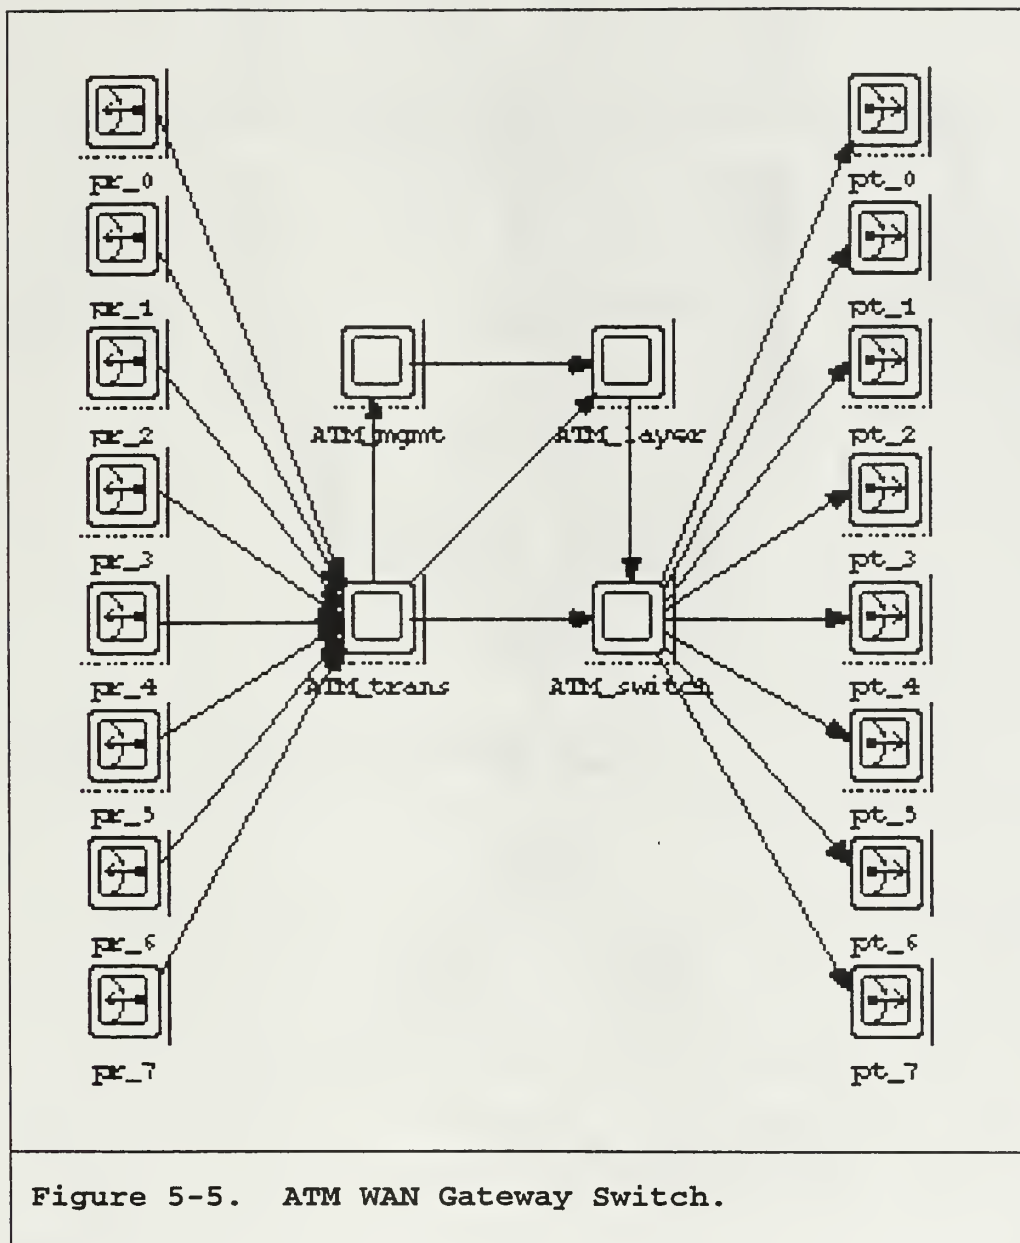 pr_0
pt_0
pr_1
pt_1
pr_2
pt_2
ATM_mgmt
ATM_layer
pr_3
pt_3
pr_4
pt_4
ATM_trans
ATM_switch
pr_5
pt_5
pr_6
pt_6
pr_7
pt_7
Figure 5-5. ATM WAN Gateway Switch.